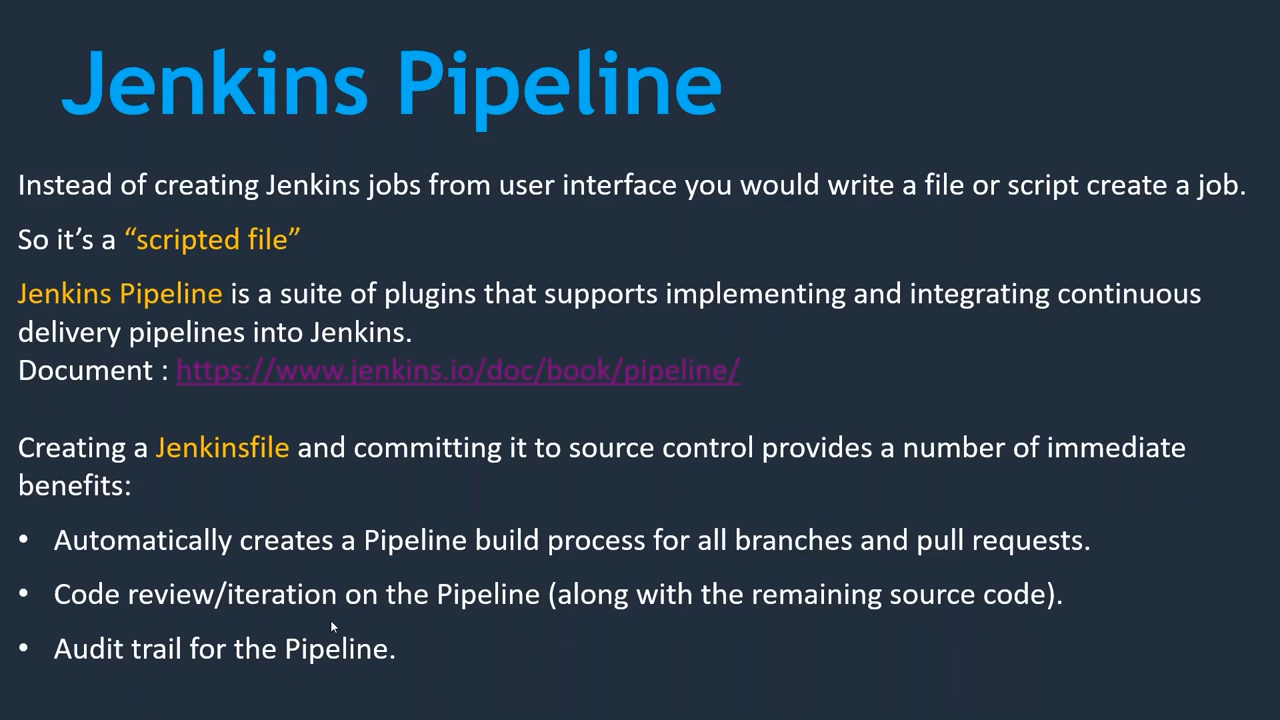 Jenkins Pipeline
Instead of creating Jenkins jobs from user interface you would write a file or script create a job.
So it’s a “scripted file”
Jenkins Pipeline is a suite of plugins that supports implementing and integrating continuous
delivery pipelines into Jenkins.
Document : https://www.jenkins.io/doc/book/pipeline/
Creating a Jenkinsfile and committing it to source control provides a number of immediate
benefits:
• Automatically creates a Pipeline build process for all branches and pull requests.
• Code review/iteration on the Pipeline (along with the remaining source code).
• Audit trail for the Pipeline.